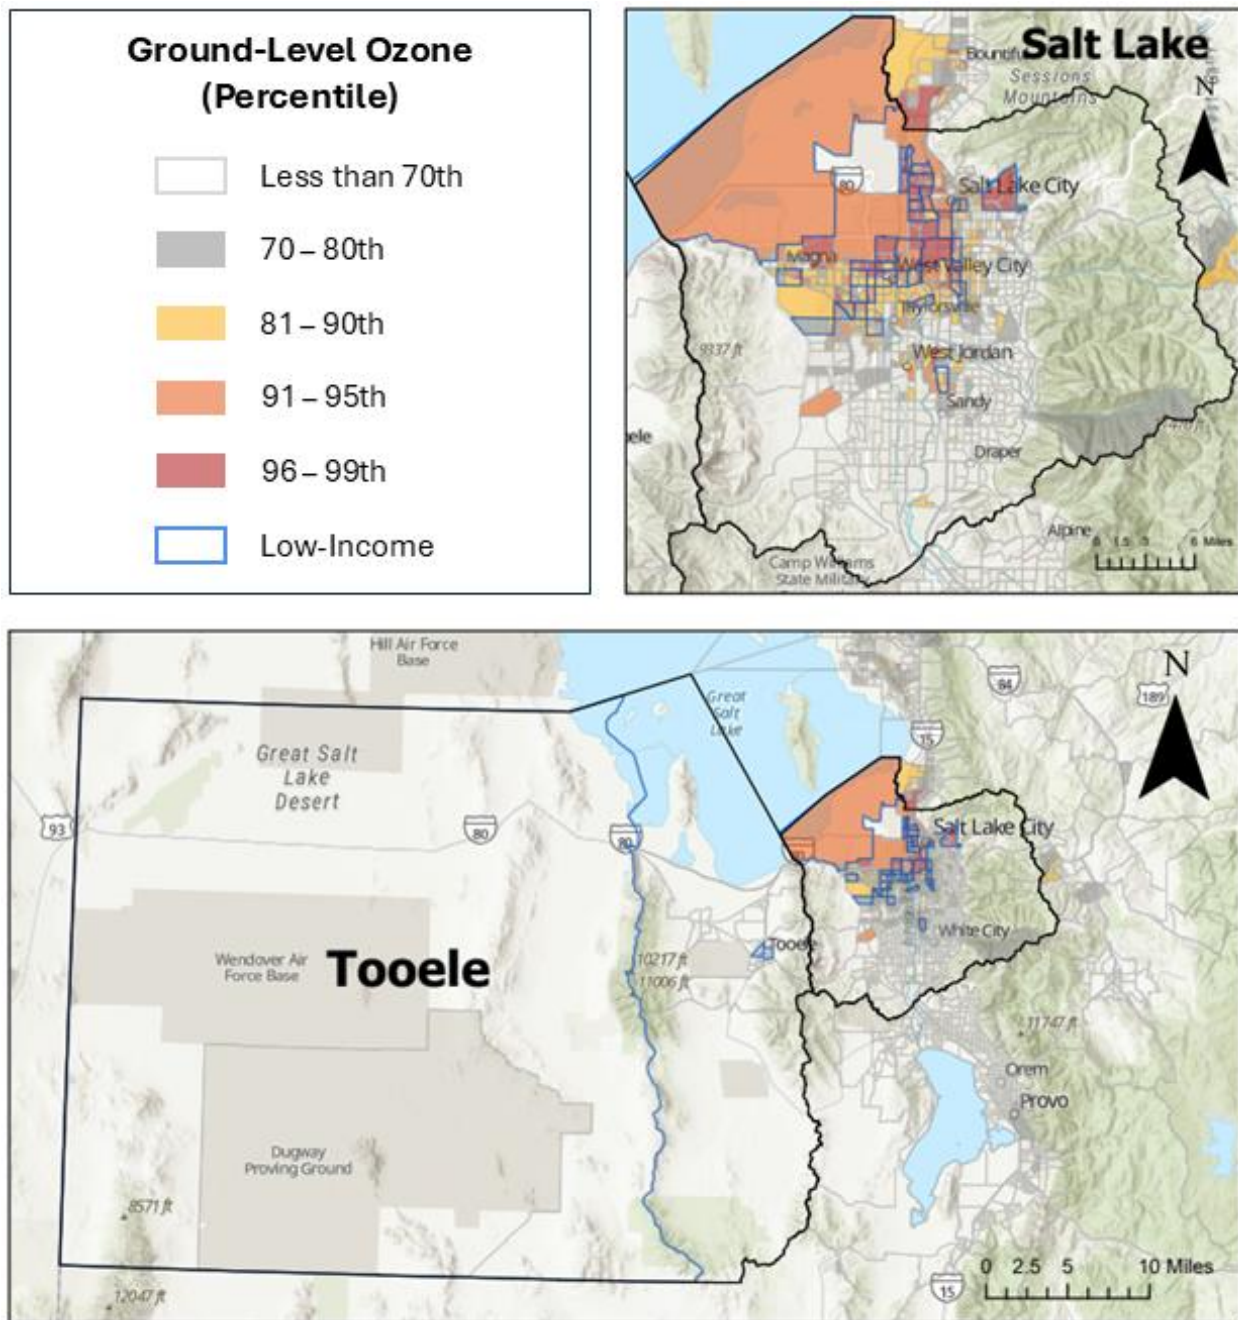 Ground-Level Ozone
(Percentile)
Less than 70th
70 – 80th
81 – 90th
91 – 95th
96 – 99th
Low-Income
Salt Lake
Bountiful
Sessions
Mountains
N
80
Salt Lake City
Magna
West Valley City
Taylorsville
9337 ft
West Jordan
Sandy
ele
Draper
Alpine
0 1.5 3 6 Miles
Camp Williams
State Military
Hill Air Force
Base
N
84
189
Great
Salt
Lake
15
Great Salt
Lake
Desert
93
80
80
Salt Lake City
Tooele
White City
Wendover Air
Force Base
Tooele
10217 ft
11006 ft
11747 ft
Orem
Provo
Dugway
Proving Ground
8571 ft
0 2.5 5 10 Miles
15
12047 ft